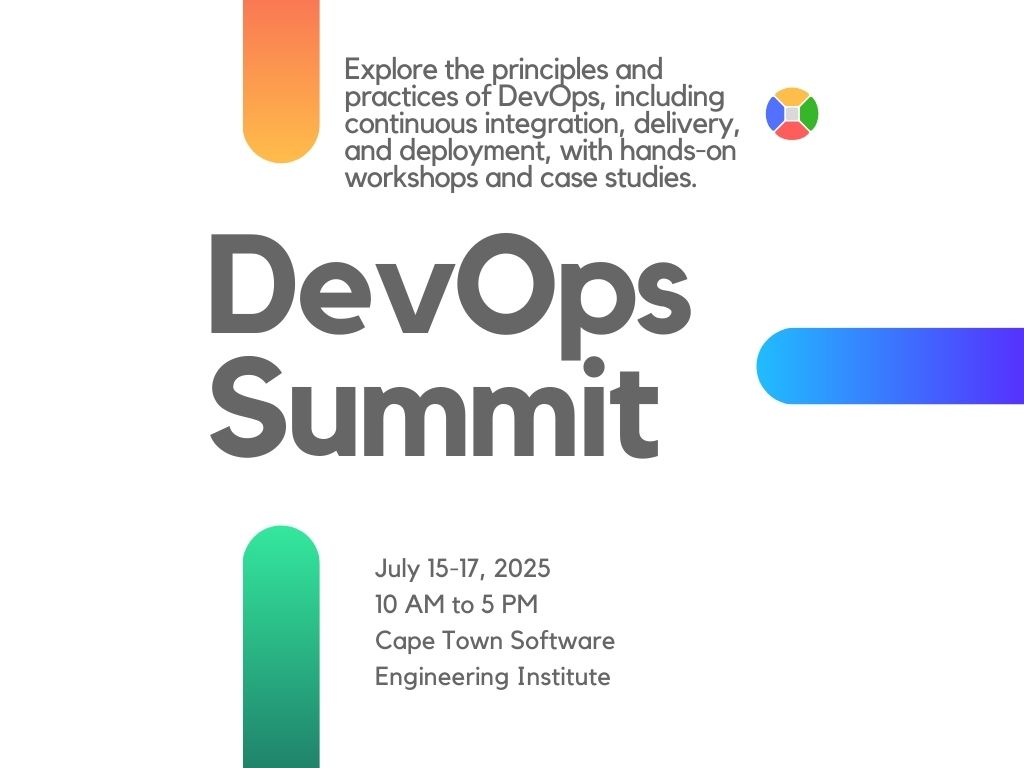 Explore the principles and
practices of DevOps, including
continuous integration, delivery,
and deployment, with hands-on
workshops and case studies.
DevOps
Summit
July 15-17, 2025
10 AM to 5 PM
Cape Town Software
Engineering Institute